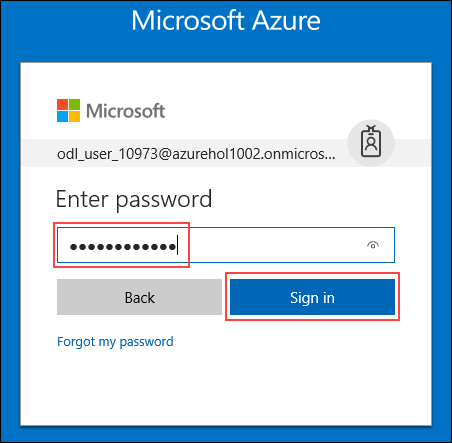 Microsoft Azure
Microsoft
odl_user_10973@azurehol1002.onmicros...
Enter password
●●●●●●●●●●●●
Back
Sign in
Forgot my password